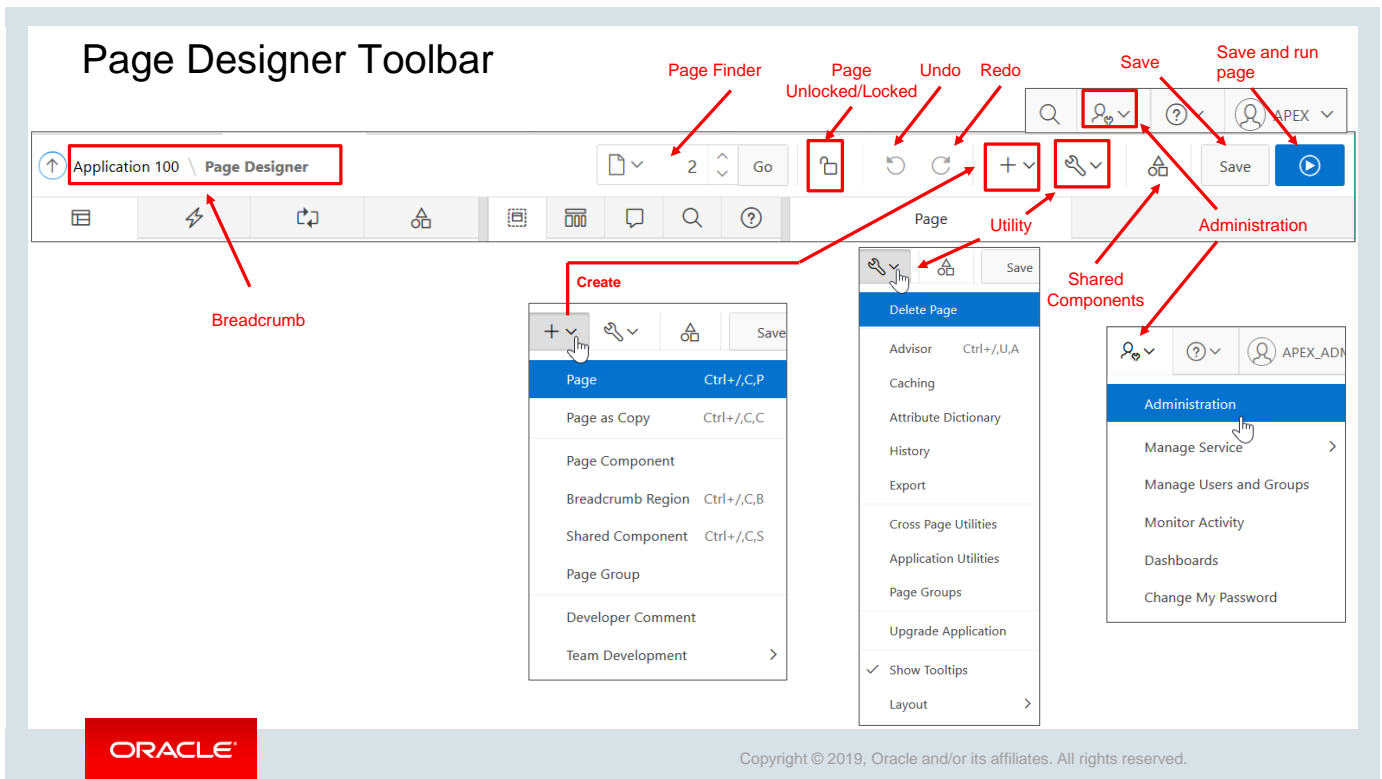 Page Designer Toolbar
Page Finder
Page
Unlocked/Locked
Undo
Redo
Save
Save and run
page
APEX
Application 100 \ Page Designer
2
Go
Save
Page
Utility
Administration
Breadcrumb
Create
Shared
Components
Save
Page Ctrl+/,C,P
Page as Copy Ctrl+/,C,C
Page Component
Breadcrumb Region Ctrl+/,C,B
Shared Component Ctrl+/,C,S
Page Group
Developer Comment
Team Development
Save
Delete Page
Advisor Ctrl+/,U,A
Caching
Attribute Dictionary
History
Export
Cross Page Utilities
Application Utilities
Page Groups
Upgrade Application
Show Tooltips
Layout
APEX_ADM
Administration
Manage Service
Manage Users and Groups
Monitor Activity
Dashboards
Change My Password
ORACLE®
Copyright © 2019, Oracle and/or its affiliates. All rights reserved.